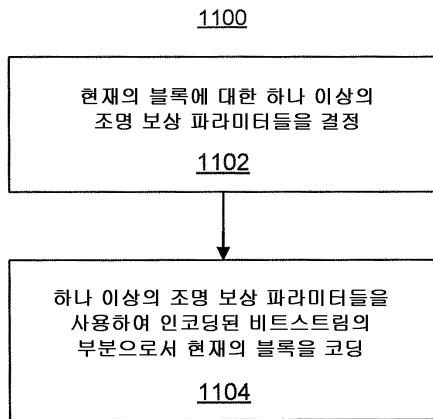 1100
현재의 블록에 대한 하나 이상의
조명 보상 파라미터들을 결정
1102
하나 이상의 조명 보상 파라미터들을
사용하여 인코딩된 비트스트림의
부분으로서 현재의 블록을 코딩
1104